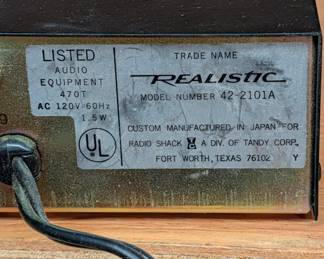 LISTED
AUDIO
EQUIPMENT
470T
AC 120V 60Hz
1.5W
UL
TRADE NAME
REALISTIC
MODEL NUMBER 42-2101A
CUSTOM MANUFACTURED IN JAPAN FOR
RADIO SHACK A DIV. OF TANDY CORP.
FORT WORTH, TEXAS 76102 Y
9